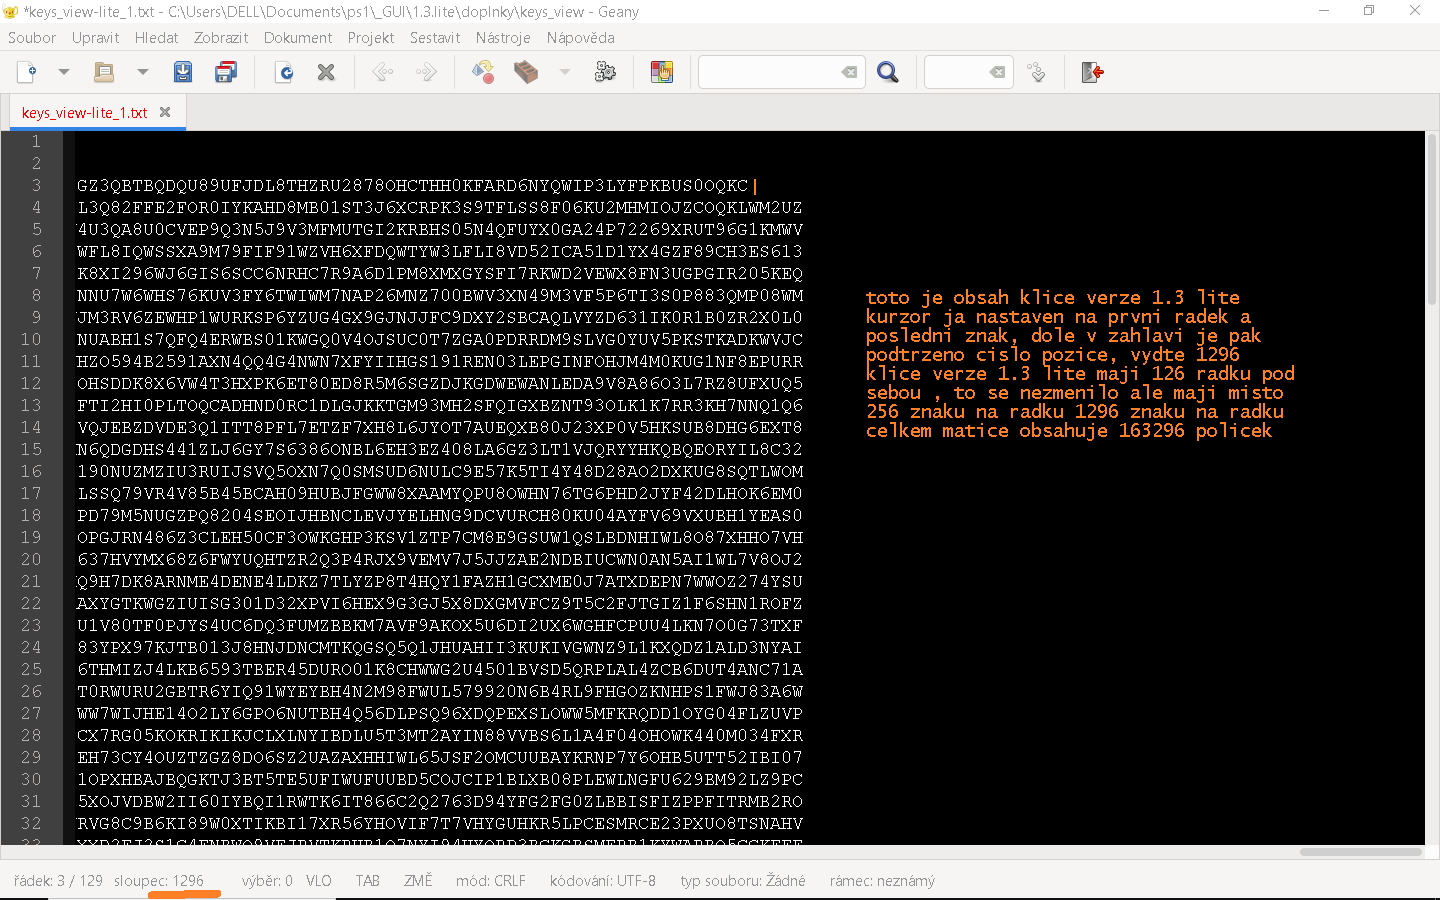 *keys_view-lite_1.txt - C:\Users\DELL\Documents\ps1\_GUI\1.3.lite\doplnky\keys_view - Geany
Soubor Upravit Hledat Zobrazit Dokument Projekt Sestavit Nástroje Nápověda
keys_view-lite_1.txt
1
2
3 GZ3QBTBQDQU89UFJDL8THZRU2878OHCTHH0KFARD6NYQWIP3LYFPKBUS0OQKC
4 L3Q82FFE2FOR0IYKAHD8MB01ST3J6XCRPK3S9TFLSS8F06KU2MHMIOJZCOQKLWM2UZ
5 4U3QA8U0CVEP9Q3N5J9V3MFMUTGI2KRBHS05N4QFUYX0GA24P72269XRUT96G1KMWV
6 WFL8IQWSSXA9M79FIF91WZVH6XFDQWTYW3LFLI8VD52ICA51D1YX4GZF89CH3ES613
7 K8XI296WJ6GIS6SCC6NRHC7R9A6D1PM8XMXGYSFI7RKWD2VEWX8FN3UGPGIR205KEQ
8 NNU7W6WHS76KUV3FY6TWIWM7NAP26MNZ700BWV3XN49M3VF5P6TI3S0P883QMP08WM
9 JM3RV6ZEWHP1WURKSP6YZUG4GX9GJNJJFC9DXY2SBCAQLVYZD631IK0R1B0ZR2X0L0
10 NUABH1S7QFQ4ERWBS01KWGQ0V4OJSUC0T7ZGA0PDRRDM9SLVG0YUV5PKSTKADKWVJC
11 HZO594B2591AXN4QQ4G4NWN7XFYIIHGS191REN03LEPGINFOHJM4M0KUG1NF8EPURR
12 OHSDDK8X6VW4T3HXPK6ET80ED8R5M6SGZDJKGDWEWANLEDA9V8A86O3L7RZ8UFXUQ5
13 FTI2HI0PLTOQCADHND0RC1DLGJKKTGM93MH2SFQIGXBZNT93OLK1K7RR3KH7NNQ1Q6
14 VQJEBZDVDE3Q1ITT8PFL7ETZF7XH8L6JYOT7AUEQXB80J23XP0V5HKSUB8DHG6EXT8
15 N6QDGDHS441ZLJ6GY7S6386ONBL6EH3EZ408LA6GZ3LT1VJQRYYHKQBQEORYIL8C32
16 190NUZMZIU3RUIJSVQ5OXN7Q0SMSUD6NULC9E57K5TI4Y48D28AO2DXKUG8SQTLWOM
17 LSSQ79VR4V85B45BCAH09HUBJFGWW8XAAMYQPU8OWHN76TG6PHD2JYF42DLHOK6EM0
18 PD79M5NUGZPQ8204SEOIJHBNCLEVJYELHNG9DCVURCH80KU04AYFV69VXUBH1YEAS0
19 OPGJRN486Z3CLEH50CF3OWKGHP3KSV1ZTP7CM8E9GSUW1QSLBDNHIWL8O87XHHO7VH
20 637HVYMX68Z6FWYUQHTZR2Q3P4RJX9VEMV7J5JJZAE2NDBIUCWN0AN5AI1WL7V8OJ2
21 Q9H7DK8ARNME4DENE4LDKZ7TLYZP8T4HQY1FAZH1GCXME0J7ATXDEPN7WWOZ274YSU
22 AXYGTKWGZIUISG301D32XPVI6HEX9G3GJ5X8DXGMVFCZ9T5C2FJTGIZ1F6SHN1ROFZ
23 U1V80TF0PJYS4UC6DQ3FUMZBBKM7AVF9AKOX5U6DI2UX6WGHFCPUU4LKN7O0G73TXF
24 83YPX97KJTB013J8HNJDNCMTKQGSQ5Q1JHUAHII3KUKIVGWNZ9L1KXQDZ1ALD3NYAI
25 6THMIZJ4LKB6593TBER45DURO01K8CHWWG2U4501BVSD5QRPLAL4ZCB6DUT4ANC71A
26 T0RWURU2GBTR6YIQ91WYEYBH4N2M98FWUL579920N6B4RL9FHGOZKNHPS1FWJ83A6W
27 WW7WIJHE14O2LY6GPO6NUTBH4Q56DLPSQ96XDQPEXSLOWW5MFKRQDD1OYG04FLZUVP
28 CX7RG05KOKRIKIKJCLXLNYIBDLU5T3MT2AYIN88VVBS6L1A4F04OHOWK440M034FXR
29 EH73CY4OUZTZGZ8DO6SZ2UAZAXHHIWL65JSF2OMCUUBAYKRNP7Y6OHB5UTT52IBI07
30 1OPXHBAJBQGKTJ3BT5TE5UFIWUFUUBD5COJCIP1BLXB08PLEWLNGFU629BM92LZ9PC
31 5XOJVDBW2II60IYBQI1RWTK6IT866C2Q2763D94YFG2FG0ZLBBISFIZPPFITRMB2RO
32 RVG8C9B6KI89W0XTIKBI17XR56YHOVIF7T7VHYGUHKR5LPCESMRCE23PXUO8TSNAHV
toto je obsah klice verze 1.3 lite
kurzor ja nastaven na prvni radek a
posledni znak, dole v zahlavi je pak
podtrzeno cislo pozice, vydte 1296
klice verze 1.3 lite maji 126 radku pod
sebou , to se nezmenilo ale maji misto
256 znaku na radku 1296 znaku na radku
celkem matice obsahuje 163296 policek
řádek: 3 / 129 sloupec: 1296 výběr: 0 VLO TAB ZMĚ mód: CRLF kódování: UTF-8 typ souboru: Žádné rámec: neznámý